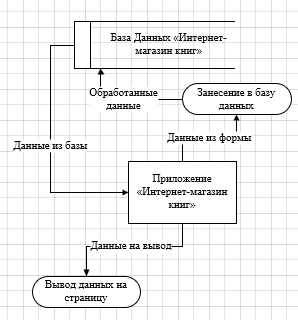 База Данных «Интернет-
магазин книг»
Обработанные
данные
Занесение в базу
данных
Данные из формы
Данные из базы
Приложение
«Интернет-магазин
книг»
Данные на вывод
Вывод данных на
страницу